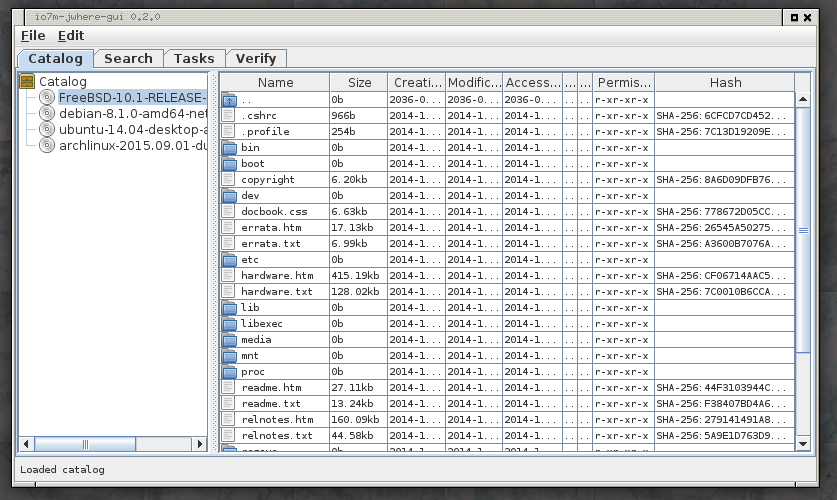 io7m-jwhere-gui 0.2.0
File Edit
Catalog Search Tasks Verify
Catalog
FreeBSD-10.1-RELEASE-
debian-8.1.0-amd64-net
ubuntu-14.04-desktop-a
archlinux-2015.09.01-du
Name Size Creati... Modific... Access... ... ... Permis... Hash
.. 0b 2036-0... 2036-0... 2036-0... ... ... r-xr-xr-x
.cshrc 966b 2014-1... 2014-1... 2014-1... ... ... r-xr-xr-x SHA-256:6CFCD7CD452...
.profile 254b 2014-1... 2014-1... 2014-1... ... ... r-xr-xr-x SHA-256:7C13D19209E...
bin 0b 2014-1... 2014-1... 2014-1... ... ... r-xr-xr-x
boot 0b 2014-1... 2014-1... 2014-1... ... ... r-xr-xr-x
copyright 6.20kb 2014-1... 2014-1... 2014-1... ... ... r-xr-xr-x SHA-256:8A6D09DFB76...
dev 0b 2014-1... 2014-1... 2014-1... ... ... r-xr-xr-x
docbook.css 6.63kb 2014-1... 2014-1... 2014-1... ... ... r-xr-xr-x SHA-256:778672D05CC...
errata.htm 17.13kb 2014-1... 2014-1... 2014-1... ... ... r-xr-xr-x SHA-256:26545A50275...
errata.txt 6.99kb 2014-1... 2014-1... 2014-1... ... ... r-xr-xr-x SHA-256:A3600B7076A...
etc 0b 2014-1... 2014-1... 2014-1... ... ... r-xr-xr-x
hardware.htm 415.19kb 2014-1... 2014-1... 2014-1... ... ... r-xr-xr-x SHA-256:CF06714AAC5...
hardware.txt 128.02kb 2014-1... 2014-1... 2014-1... ... ... r-xr-xr-x SHA-256:7C0010B6CCA...
lib 0b 2014-1... 2014-1... 2014-1... ... ... r-xr-xr-x
libexec 0b 2014-1... 2014-1... 2014-1... ... ... r-xr-xr-x
media 0b 2014-1... 2014-1... 2014-1... ... ... r-xr-xr-x
mnt 0b 2014-1... 2014-1... 2014-1... ... ... r-xr-xr-x
proc 0b 2014-1... 2014-1... 2014-1... ... ... r-xr-xr-x
readme.htm 27.11kb 2014-1... 2014-1... 2014-1... ... ... r-xr-xr-x SHA-256:44F3103944C...
readme.txt 13.24kb 2014-1... 2014-1... 2014-1... ... ... r-xr-xr-x SHA-256:F38407BD4A6...
relnotes.htm 160.09kb 2014-1... 2014-1... 2014-1... ... ... r-xr-xr-x SHA-256:279141491A8...
relnotes.txt 44.58kb 2014-1... 2014-1... 2014-1... ... ... r-xr-xr-x SHA-256:5A9E1D763D9...
Loaded catalog